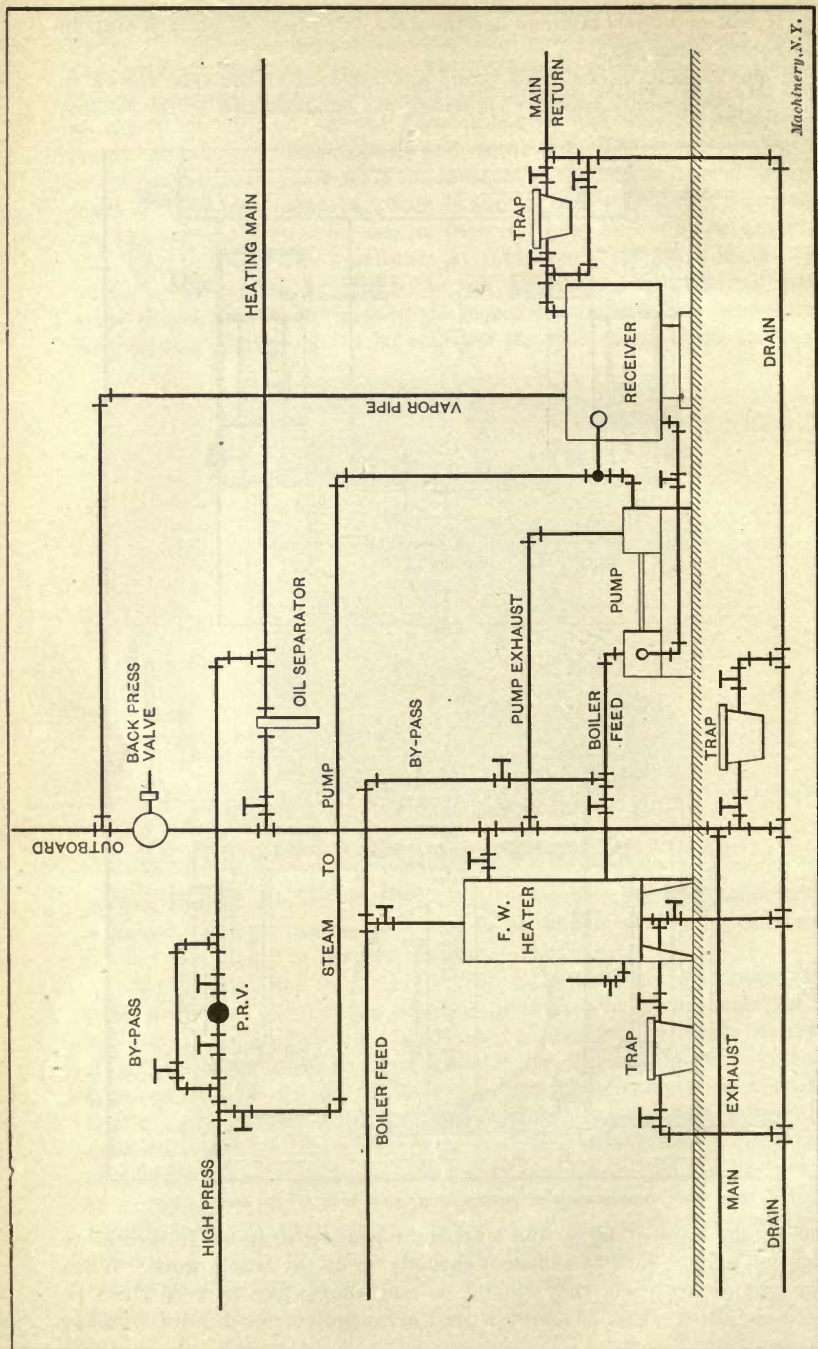 OUTBOARD
BACK PRESS
VALVE
BY-PASS
P.R.V.
HIGH PRESS
HEATING MAIN
OIL SEPARATOR
STEAM TO PUMP
VAPOR PIPE
BOILER FEED
BY-PASS
PUMP EXHAUST
BOILER
FEED
MAIN
RETURN
TRAP
RECEIVER
PUMP
F. W.
HEATER
TRAP
TRAP
MAIN EXHAUST
DRAIN
DRAIN
Machinery, N.Y.